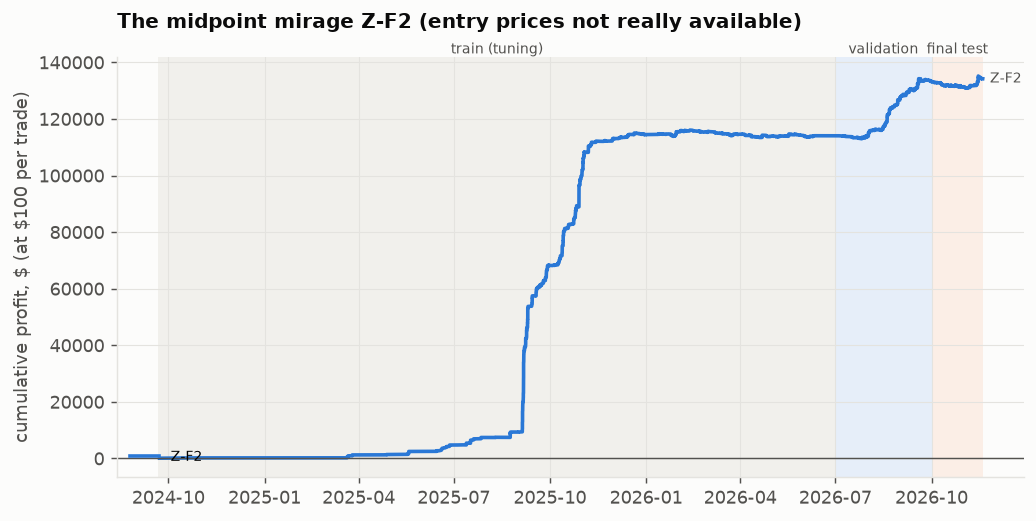 The midpoint mirage Z-F2 (entry prices not really available)
train (tuning)
validation
final test
cumulative profit, $ (at $100 per trade)
140000
120000
100000
80000
60000
40000
20000
0
Z-F2
Z-F2
2024-10
2025-01
2025-04
2025-07
2025-10
2026-01
2026-04
2026-07
2026-10